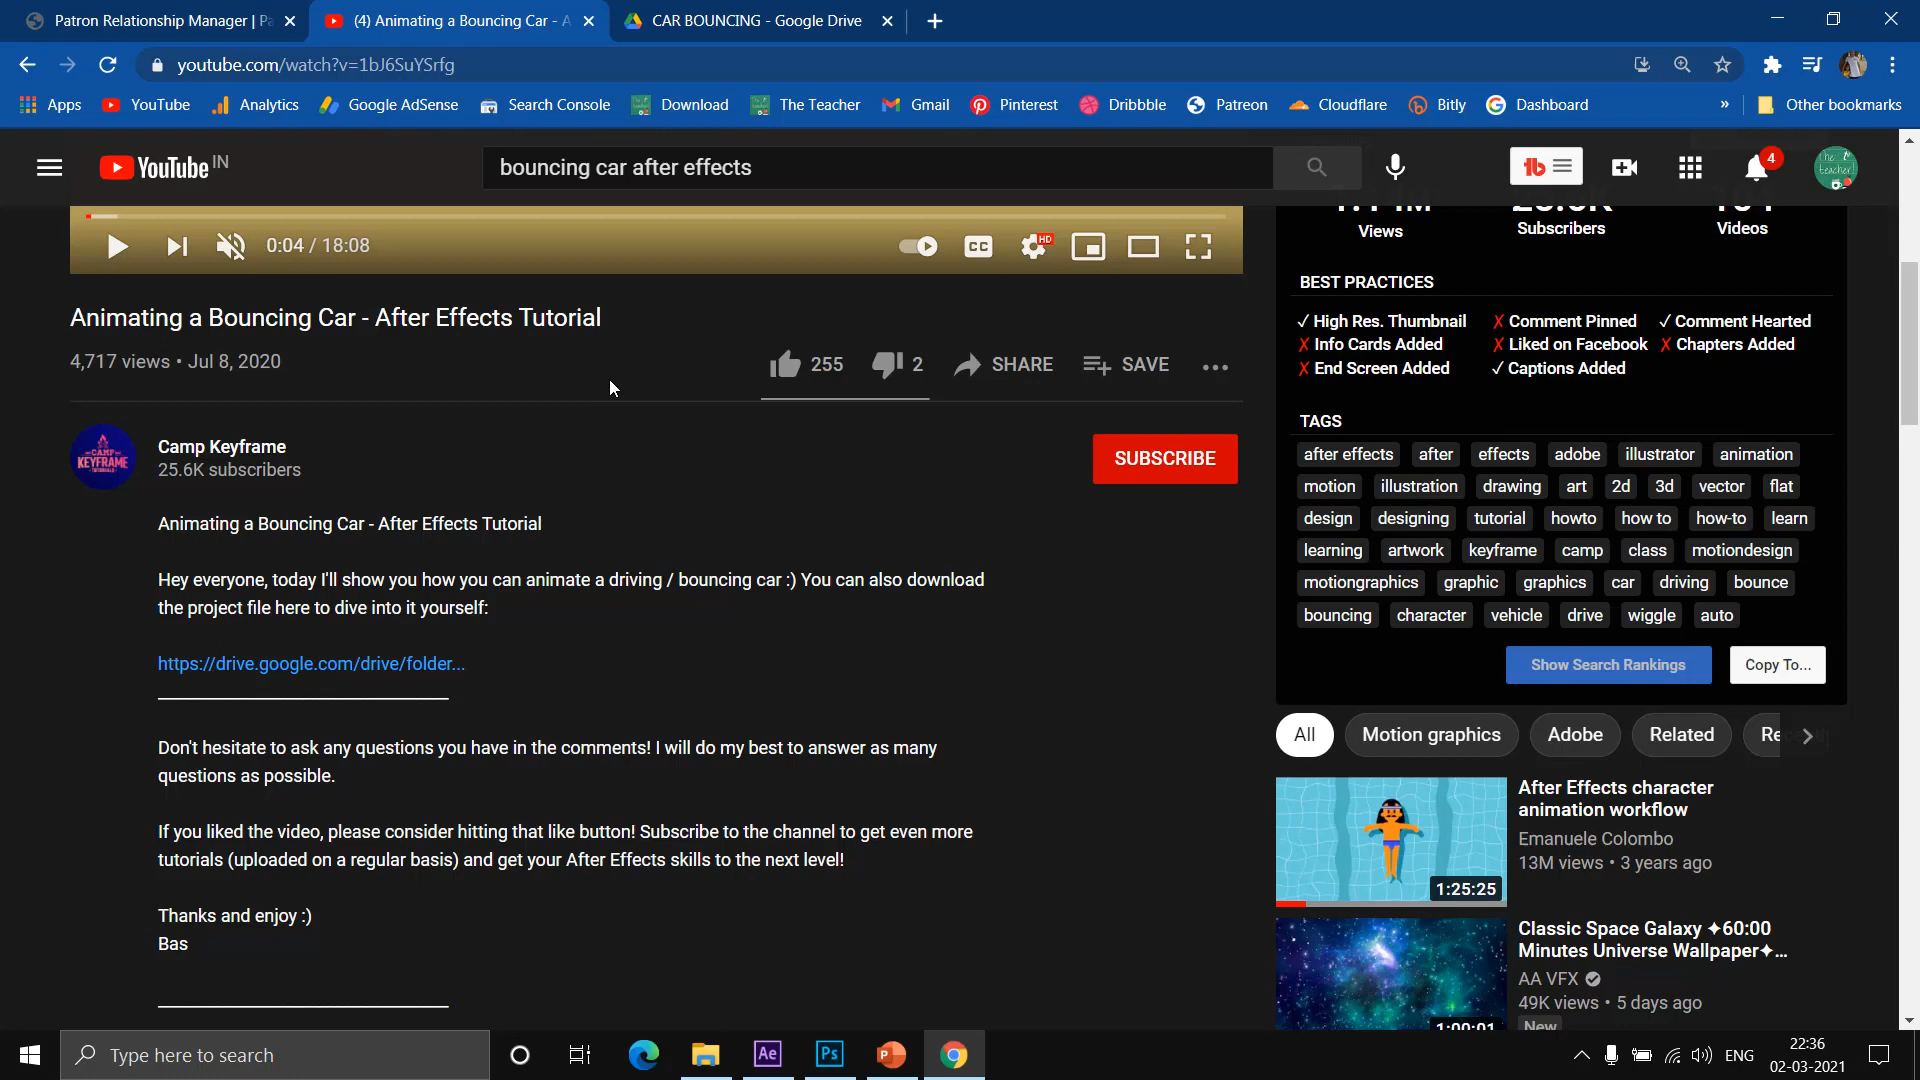 Patron Relationship Manager | Pa
(4) Animating a Bouncing Car - A
CAR BOUNCING - Google Drive
youtube.com/watch?v=1bJ6SuYSrfg
Apps YouTube Analytics Google AdSense Search Console Download The Teacher Gmail Pinterest Dribbble Patreon Cloudflare Bitly Dashboard » Other bookmarks
YouTube IN
bouncing car after effects
4
0:04 / 18:08
CC HD
Views Subscribers Videos
Animating a Bouncing Car - After Effects Tutorial
4,717 views • Jul 8, 2020
255 2 SHARE SAVE
Camp Keyframe
25.6K subscribers
CAMP
KEYFRAME
SUBSCRIBE
Animating a Bouncing Car - After Effects Tutorial
Hey everyone, today I'll show you how you can animate a driving / bouncing car :) You can also download
the project file here to dive into it yourself:
https://drive.google.com/drive/folder...
Don't hesitate to ask any questions you have in the comments! I will do my best to answer as many
questions as possible.
If you liked the video, please consider hitting that like button! Subscribe to the channel to get even more
tutorials (uploaded on a regular basis) and get your After Effects skills to the next level!
Thanks and enjoy :)
Bas
BEST PRACTICES
✓ High Res. Thumbnail ✗ Comment Pinned ✓ Comment Hearted
✗ Info Cards Added ✗ Liked on Facebook ✗ Chapters Added
✗ End Screen Added ✓ Captions Added
TAGS
after effects after effects adobe illustrator animation
motion illustration drawing art 2d 3d vector flat
design designing tutorial howto how to how-to learn
learning artwork keyframe camp class motiondesign
motiongraphics graphic graphics car driving bounce
bouncing character vehicle drive wiggle auto
Show Search Rankings Copy To...
All Motion graphics Adobe Related Re
After Effects character
animation workflow
Emanuele Colombo
13M views • 3 years ago
1:25:25
Classic Space Galaxy ✦60:00
Minutes Universe Wallpaper✦...
AA VFX
49K views • 5 days ago
New
1:00:01
Type here to search
Ae Ps P
ENG
22:36
02-03-2021